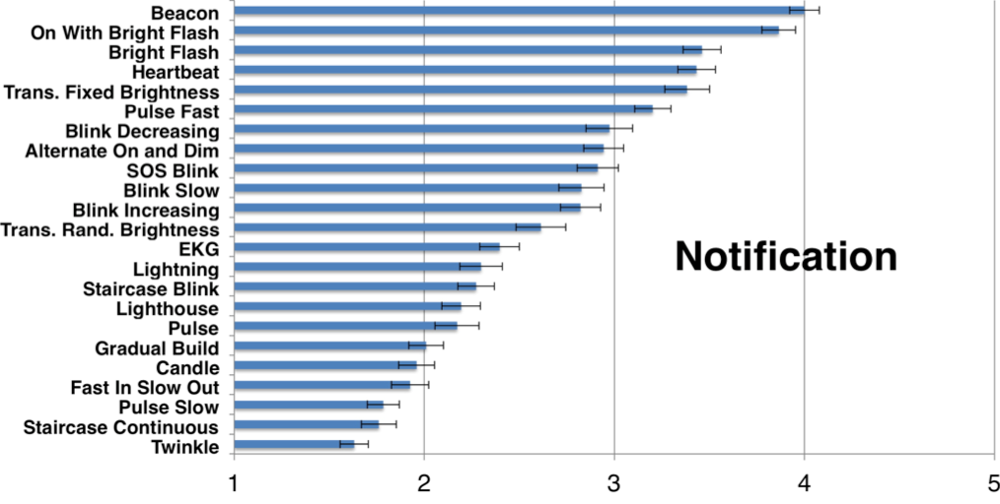 Beacon
On With Bright Flash
Bright Flash
Heartbeat
Trans. Fixed Brightness
Pulse Fast
Blink Decreasing
Alternate On and Dim
SOS Blink
Blink Slow
Blink Increasing
Trans. Rand. Brightness
EKG
Notification
Lightning
Staircase Blink
Lighthouse
Pulse
Gradual Build
Candle
Fast In Slow Out
Pulse Slow
Staircase Continuous
Twinkle
1 2 3 4 5